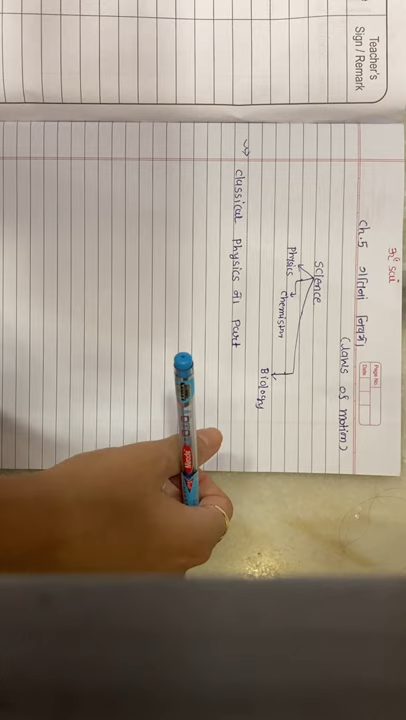 Teacher's
Sign / Remark
ૐ sai
Page No.
Date
Ch.5 ગતિના નિયમો
(Laws of motion)
Science
Physics
Chemistry
Biology
classical Physics ના part